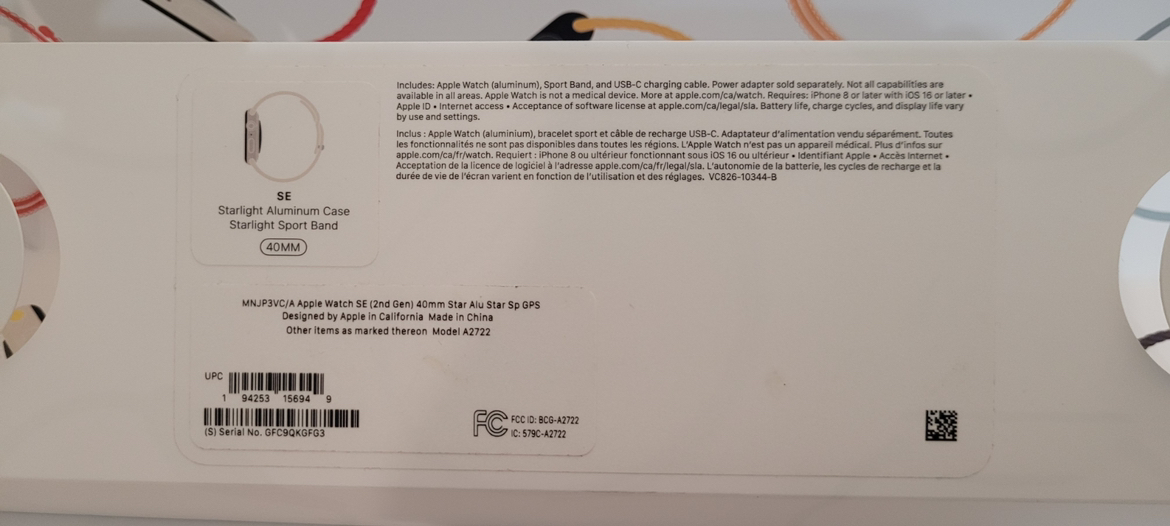 Includes: Apple Watch (aluminum), Sport Band, and USB-C charging cable. Power adapter sold separately. Not all capabilities are
available in all areas. Apple Watch is not a medical device. More at apple.com/ca/watch. Requires: iPhone 8 or later with iOS 16 or later •
Apple ID • Internet access • Acceptance of software license at apple.com/ca/legal/sla. Battery life, charge cycles, and display life vary
by use and settings.
Inclus : Apple Watch (aluminium), bracelet sport et câble de recharge USB-C. Adaptateur d'alimentation vendu séparément. Toutes
les fonctionnalités ne sont pas disponibles dans toutes les régions. L'Apple Watch n'est pas un appareil médical. Plus d'infos sur
apple.com/ca/fr/watch. Requiert : iPhone 8 ou ultérieur fonctionnant sous iOS 16 ou ultérieur • Identifiant Apple • Accès Internet •
Acceptation de la licence de logiciel à l'adresse apple.com/ca/fr/legal/sla. L'autonomie de la batterie, les cycles de recharge et la
durée de vie de l'écran varient en fonction de l'utilisation et des réglages. VC826-10344-B
SE
Starlight Aluminum Case
Starlight Sport Band
40MM
MNJP3VC/A Apple Watch SE (2nd Gen) 40mm Star Alu Star Sp GPS
Designed by Apple in California Made in China
Other items as marked thereon Model A2722
UPC
1 94253 15694 9
(S) Serial No. GFC9QKGFG3
FC FCC ID: BCG-A2722
IC: 579C-A2722